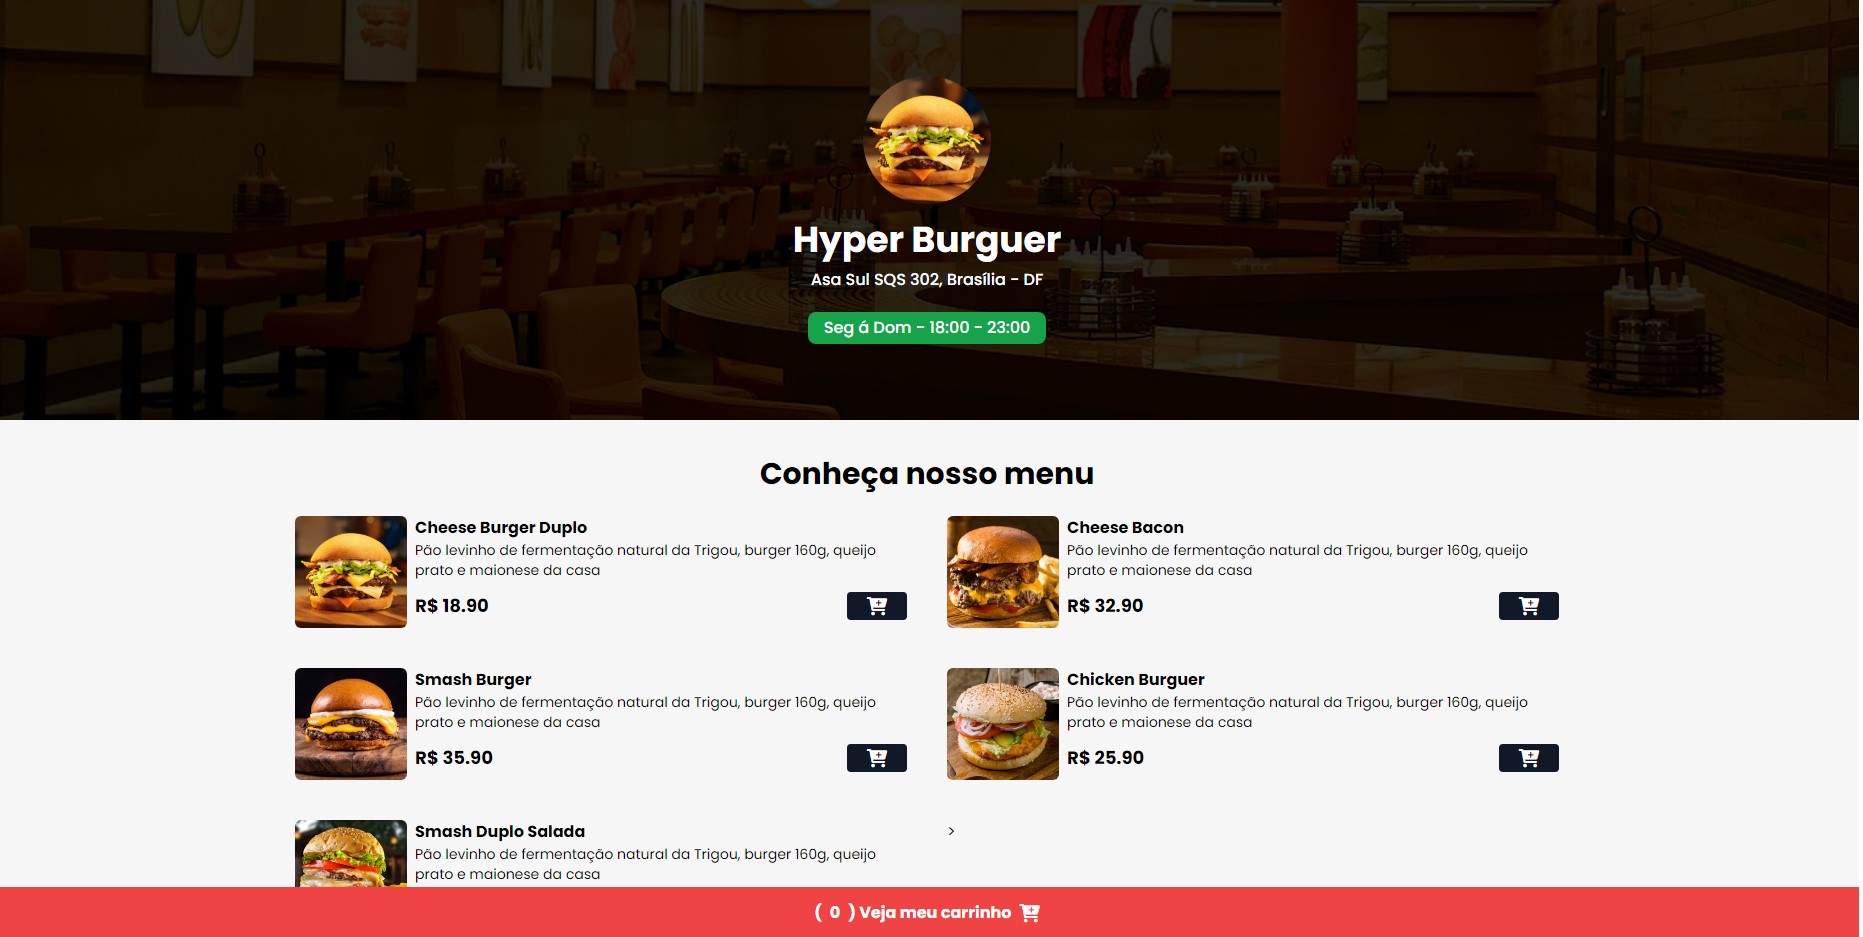 Hyper Burguer
Asa Sul SQS 302, Brasília - DF
Seg á Dom - 18:00 - 23:00
Conheça nosso menu
Cheese Burger Duplo
Pão levinho de fermentação natural da Trigou, burger 160g, queijo
prato e maionese da casa
R$ 18.90
Cheese Bacon
Pão levinho de fermentação natural da Trigou, burger 160g, queijo
prato e maionese da casa
R$ 32.90
Smash Burger
Pão levinho de fermentação natural da Trigou, burger 160g, queijo
prato e maionese da casa
R$ 35.90
Chicken Burguer
Pão levinho de fermentação natural da Trigou, burger 160g, queijo
prato e maionese da casa
R$ 25.90
Smash Duplo Salada
Pão levinho de fermentação natural da Trigou, burger 160g, queijo
prato e maionese da casa
>
( 0 ) Veja meu carrinho